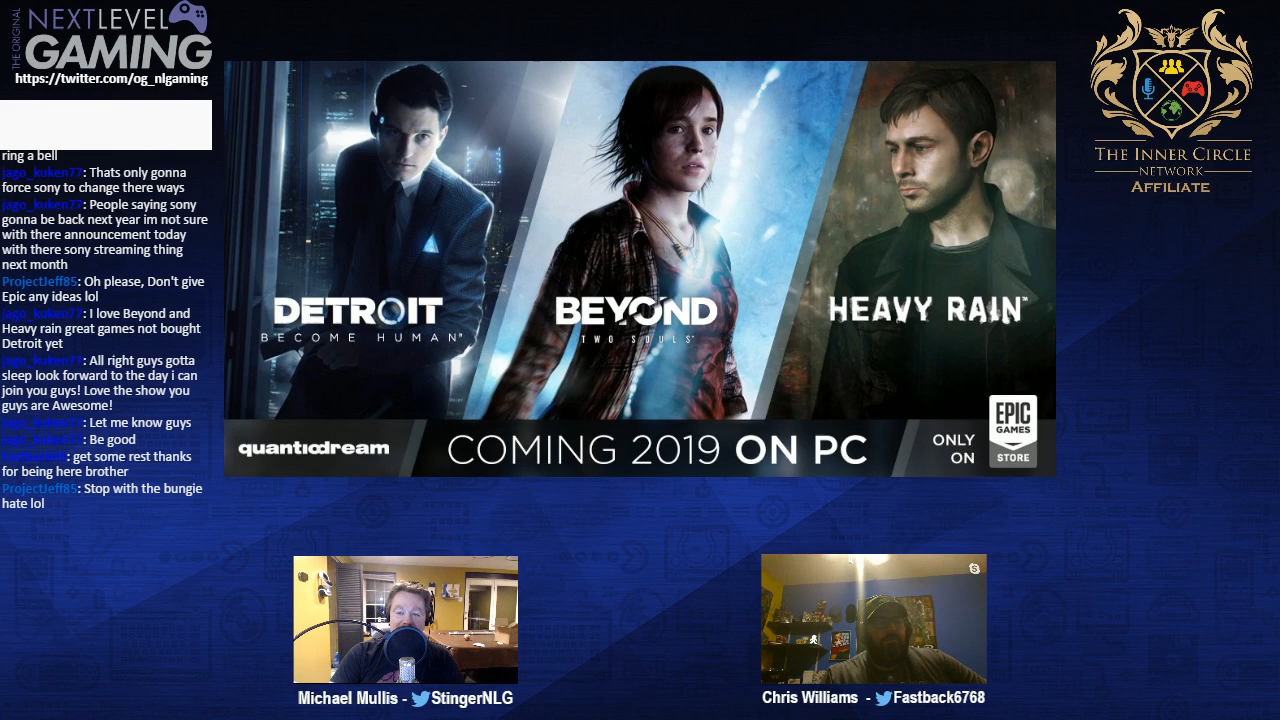 THE ORIGINAL
NEXTLEVEL
GAMING
https://twitter.com/og_nlgaming
ring a bell
jago_kuken77: Thats only gonna
force sony to change there ways
jago_kuken77: People saying sony
gonna be back next year im not sure
with there announcement today
with there sony streaming thing
next month
ProjectJeff85: Oh please, Don't give
Epic any ideas lol
jago_kuken77: I love Beyond and
Heavy rain great games not bought
Detroit yet
jago_kuken77: All right guys gotta
sleep look forward to the day i can
join you guys! Love the show you
guys are Awesome!
jago_kuken77: Let me know guys
jago_kuken77: Be good
: get some rest thanks
for being here brother
ProjectJeff85: Stop with the bungie
hate lol
DETROIT
BECOME HUMAN™
BEYOND
TWO SOULS™
HEAVY RAIN™
quanticdream
COMING 2019 ON PC
ONLY
ON
EPIC
GAMES
STORE
THE INNER CIRCLE
NETWORK
AFFILIATE
Michael Mullis - StingerNLG
Chris Williams - Fastback6768